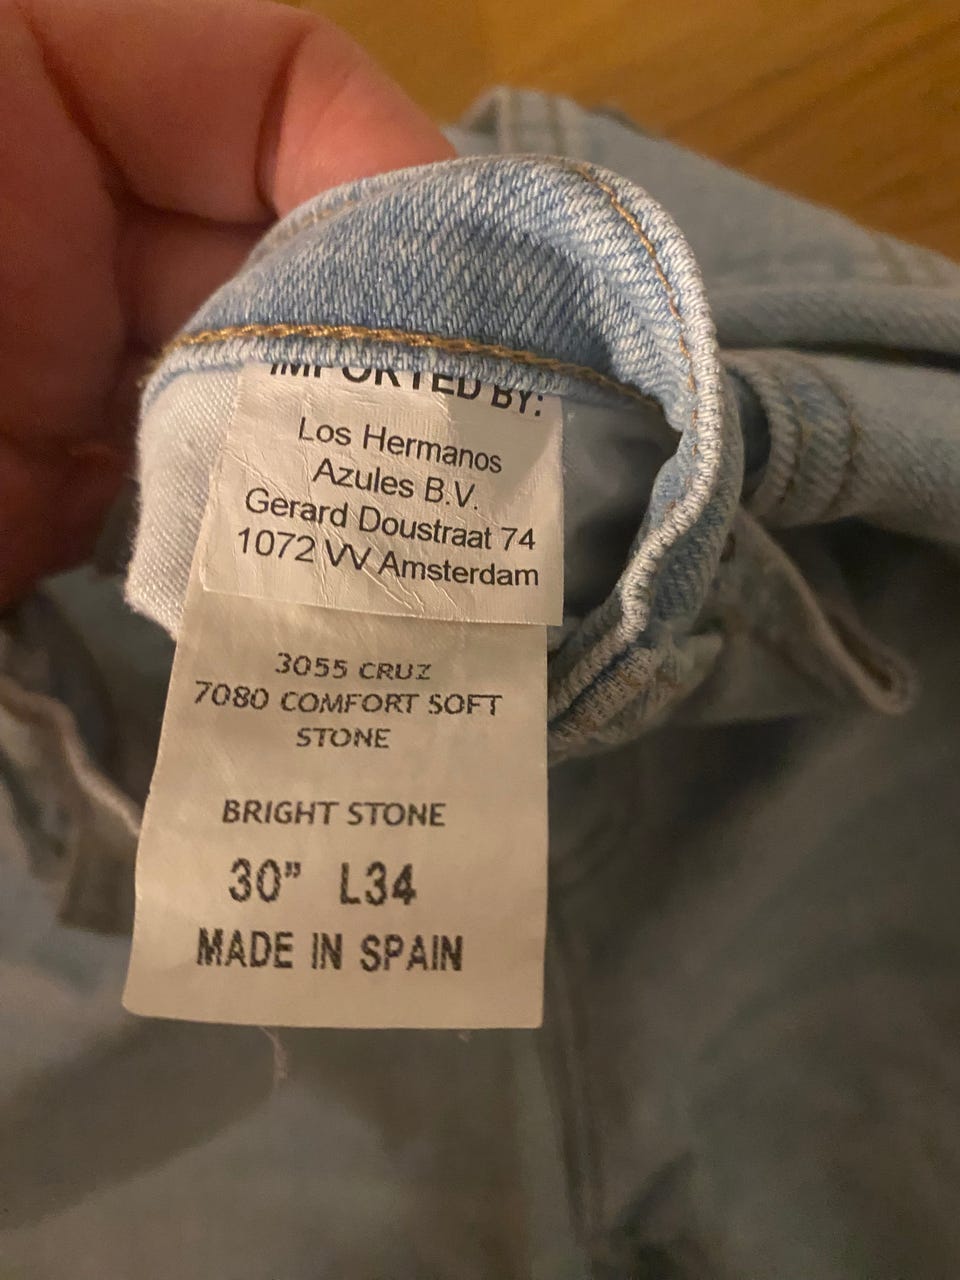 IMPORTED BY:
Los Hermanos
Azules B.V.
Gerard Doustraat 74
1072 VV Amsterdam
3055 CRUZ
7080 COMFORT SOFT
STONE
BRIGHT STONE
30” L34
MADE IN SPAIN